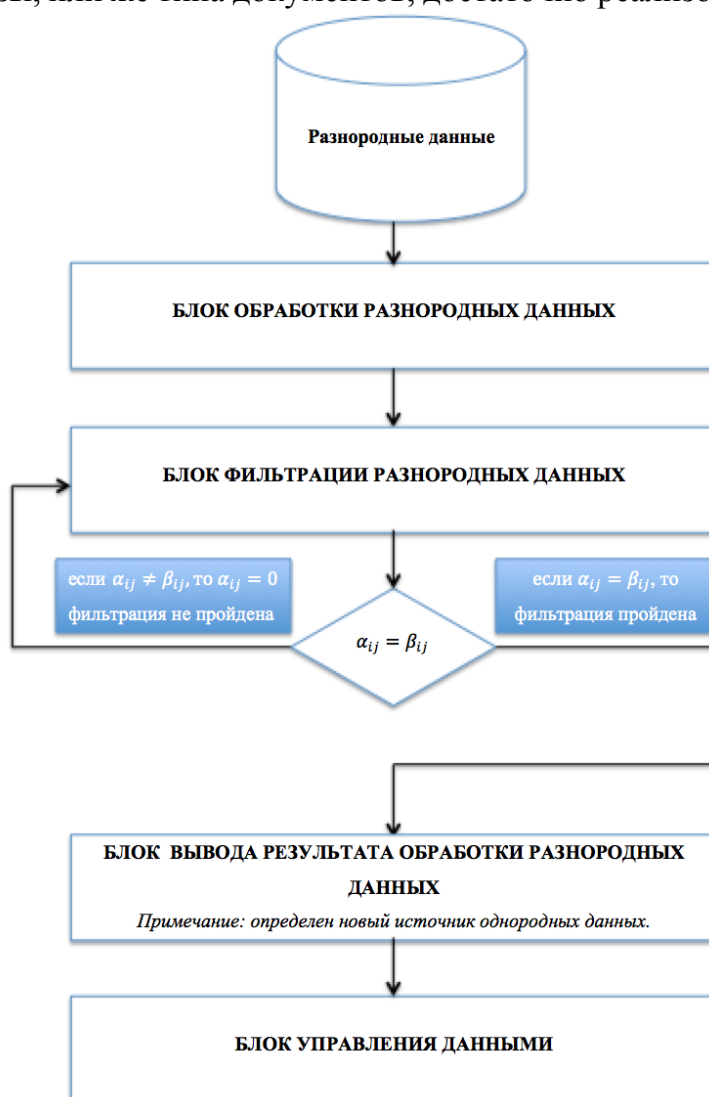 Разнородные данные
БЛОК ОБРАБОТКИ РАЗНОРОДНЫХ ДАННЫХ
БЛОК ФИЛЬТРАЦИИ РАЗНОРОДНЫХ ДАННЫХ
если αij ≠ βij, то αij = 0
фильтрация не пройдена
если αij = βij, то
фильтрация пройдена
αij = βij
БЛОК ВЫВОДА РЕЗУЛЬТАТА ОБРАБОТКИ РАЗНОРОДНЫХ
ДАННЫХ
Примечание: определен новый источник однородных данных.
БЛОК УПРАВЛЕНИЯ ДАННЫМИ